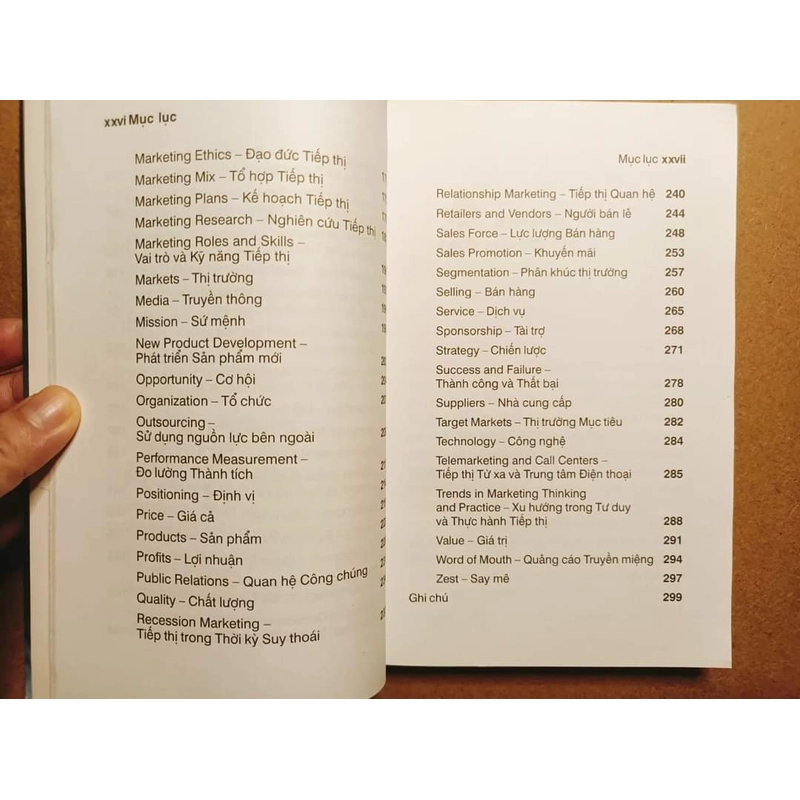 xxvi Mục lục
Marketing Ethics – Đạo đức Tiếp thị
Marketing Mix – Tổ hợp Tiếp thị
Marketing Plans – Kế hoạch Tiếp thị
Marketing Research – Nghiên cứu Tiếp thị
Marketing Roles and Skills –
Vai trò và Kỹ năng Tiếp thị
Markets – Thị trường
Media – Truyền thông
Mission – Sứ mệnh
New Product Development –
Phát triển Sản phẩm mới
Opportunity – Cơ hội
Organization – Tổ chức
Outsourcing –
Sử dụng nguồn lực bên ngoài
Performance Measurement –
Đo lường Thành tích
Positioning – Định vị
Price – Giá cả
Products – Sản phẩm
Profits – Lợi nhuận
Public Relations – Quan hệ Công chúng
Quality – Chất lượng
Recession Marketing –
Tiếp thị trong Thời kỳ Suy thoái
Mục lục xxvii
Relationship Marketing – Tiếp thị Quan hệ 240
Retailers and Vendors – Người bán lẻ 244
Sales Force – Lực lượng Bán hàng 248
Sales Promotion – Khuyến mãi 253
Segmentation – Phân khúc thị trường 257
Selling – Bán hàng 260
Service – Dịch vụ 265
Sponsorship – Tài trợ 268
Strategy – Chiến lược 271
Success and Failure –
Thành công và Thất bại 278
Suppliers – Nhà cung cấp 280
Target Markets – Thị trường Mục tiêu 282
Technology – Công nghệ 284
Telemarketing and Call Centers –
Tiếp thị Từ xa và Trung tâm Điện thoại 285
Trends in Marketing Thinking
and Practice – Xu hướng trong Tư duy
và Thực hành Tiếp thị 288
Value – Giá trị 291
Word of Mouth – Quảng cáo Truyền miệng 294
Zest – Say mê 297
Ghi chú 299